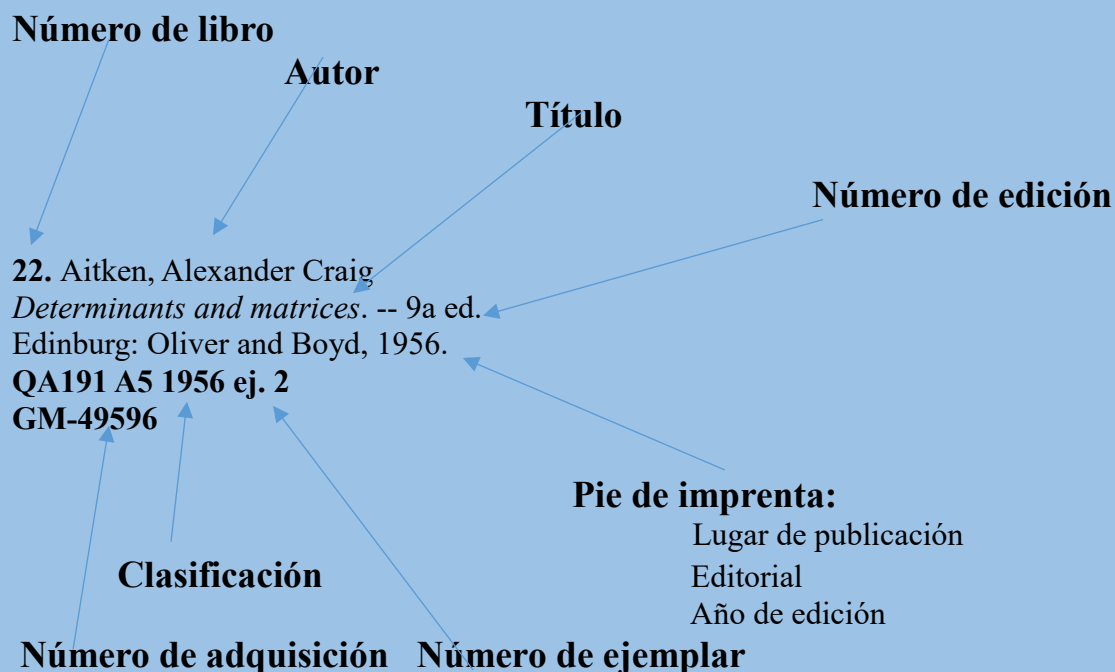 Número de libro
Autor
Título
Número de edición
22. Aitken, Alexander Craig
Determinants and matrices. -- 9a ed.
Edinburg: Oliver and Boyd, 1956.
QA191 A5 1956 ej. 2
GM-49596
Pie de imprenta:
Lugar de publicación
Editorial
Año de edición
Clasificación
Número de adquisición Número de ejemplar